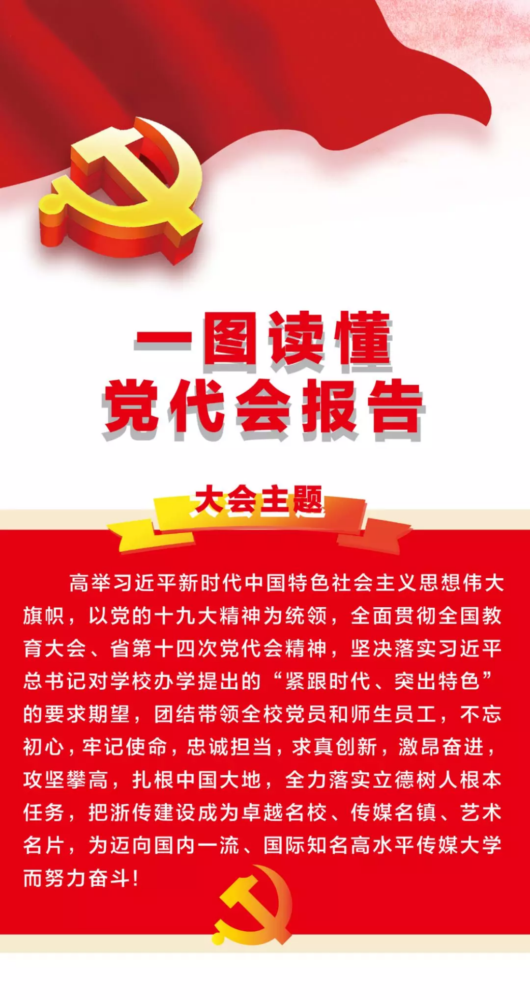 一图读懂
党代会报告
大会主题
高举习近平新时代中国特色社会主义思想伟大
旗帜，以党的十九大精神为统领，全面贯彻全国教
育大会、省第十四次党代会精神，坚决落实习近平
总书记对学校办学提出的“紧跟时代、突出特色”
的要求期望，团结带领全校党员和师生员工，不忘
初心，牢记使命，忠诚担当，求真创新，激昂奋进，
攻坚攀高，扎根中国大地，全力落实立德树人根本
任务，把浙传建设成为卓越名校、传媒名镇、艺术
名片，为迈向国内一流、国际知名高水平传媒大学
而努力奋斗！